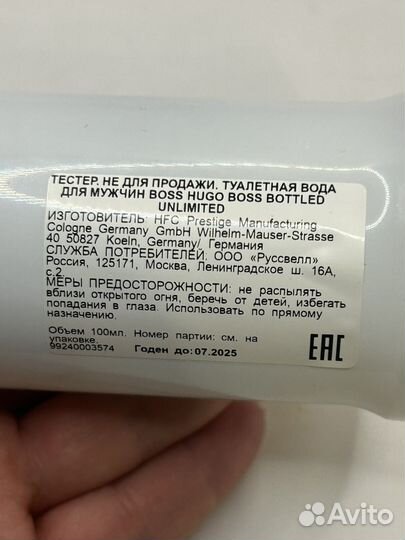 ТЕСТЕР. НЕ ДЛЯ ПРОДАЖИ. ТУАЛЕТНАЯ ВОДА
ДЛЯ МУЖЧИН BOSS HUGO BOSS BOTTLED
UNLIMITED
ИЗГОТОВИТЕЛЬ: HFC Prestige Manufacturing
Cologne Germany GmbH Wilhelm-Mauser-Strasse
40 50827 Koeln, Germany/ Германия
СЛУЖБА ПОТРЕБИТЕЛЕЙ: ООО «Руссвелл»
Россия, 125171, Москва, Ленинградское ш. 16А,
с.2
МЕРЫ ПРЕДОСТОРОЖНОСТИ: не распылять
вблизи открытого огня, беречь от детей, избегать
попадания в глаза. Использовать по прямому
назначению.
Объем 100мл. Номер партии: см. на
упаковке.
99240003574 Годен до: 07.2025
EAC
Avito